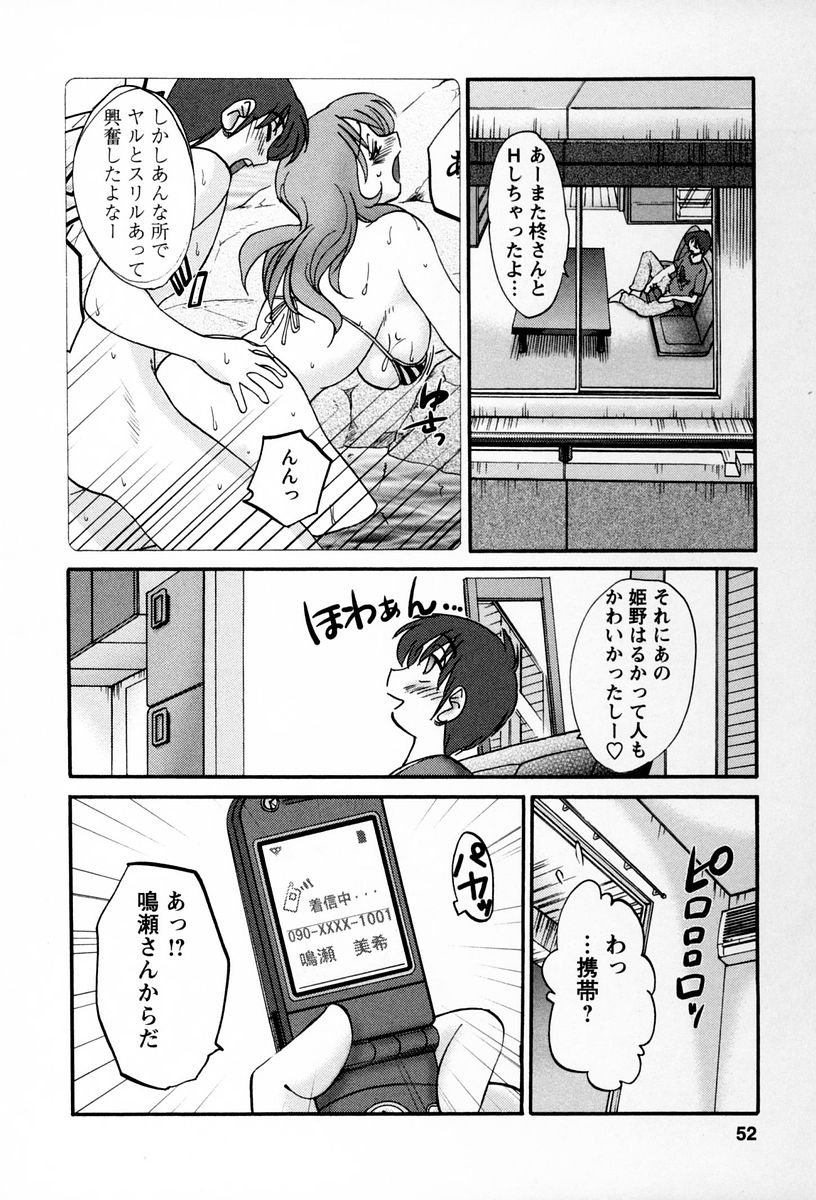 あーまた柊さんと
Hしちゃったよ…
しかしあんな所で
ヤルとスリルあって
興奮したよなー
あ
ゆさっ
んんっ
それにあの
姫野はるかって人も
かわいかったしー♡
ほわぁん…
ピロロロロッ
わっ
…携帯?
パカッ
着信中...
090-XXXX-1001
鳴瀬 美希
あっ!?
鳴瀬さんからだ
52